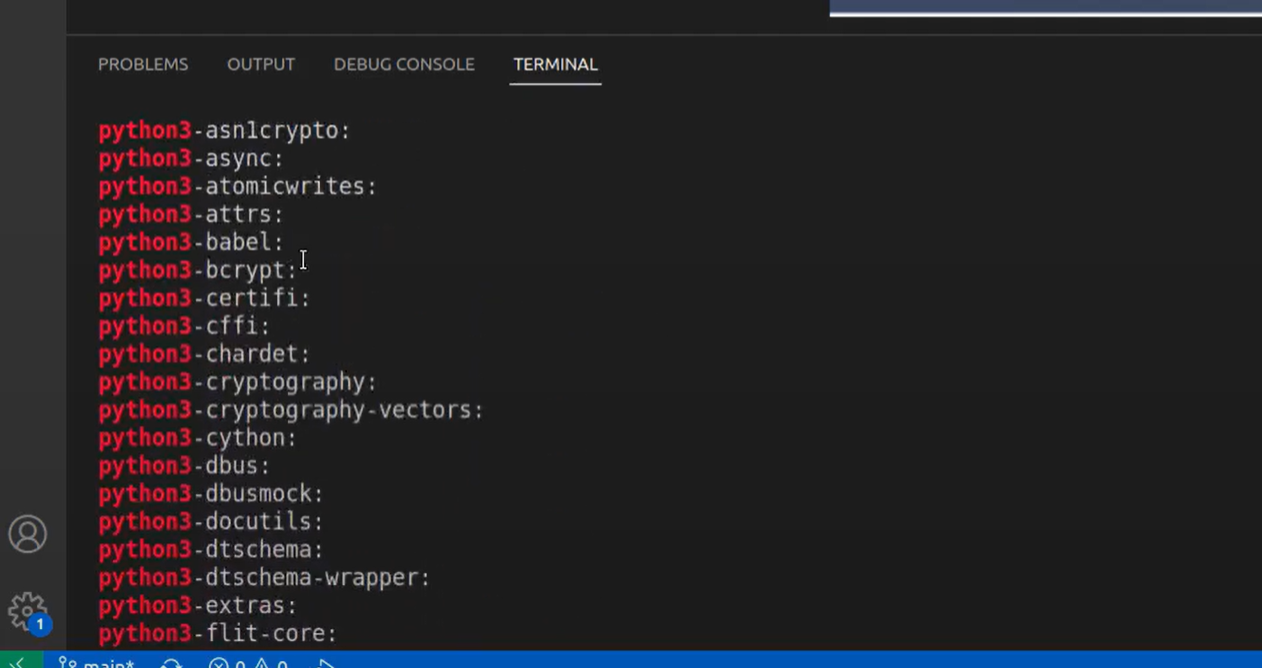 PROBLEMS OUTPUT DEBUG CONSOLE TERMINAL
python3-asn1crypto:
python3-async:
python3-atomicwrites:
python3-attrs:
python3-babel:
python3-bcrypt:
python3-certifi:
python3-cffi:
python3-chardet:
python3-cryptography:
python3-cryptography-vectors:
python3-cython:
python3-dbus:
python3-dbusmock:
python3-docutils:
python3-dtschema:
python3-dtschema-wrapper:
python3-extras:
python3-flit-core:
1
main* 0 0